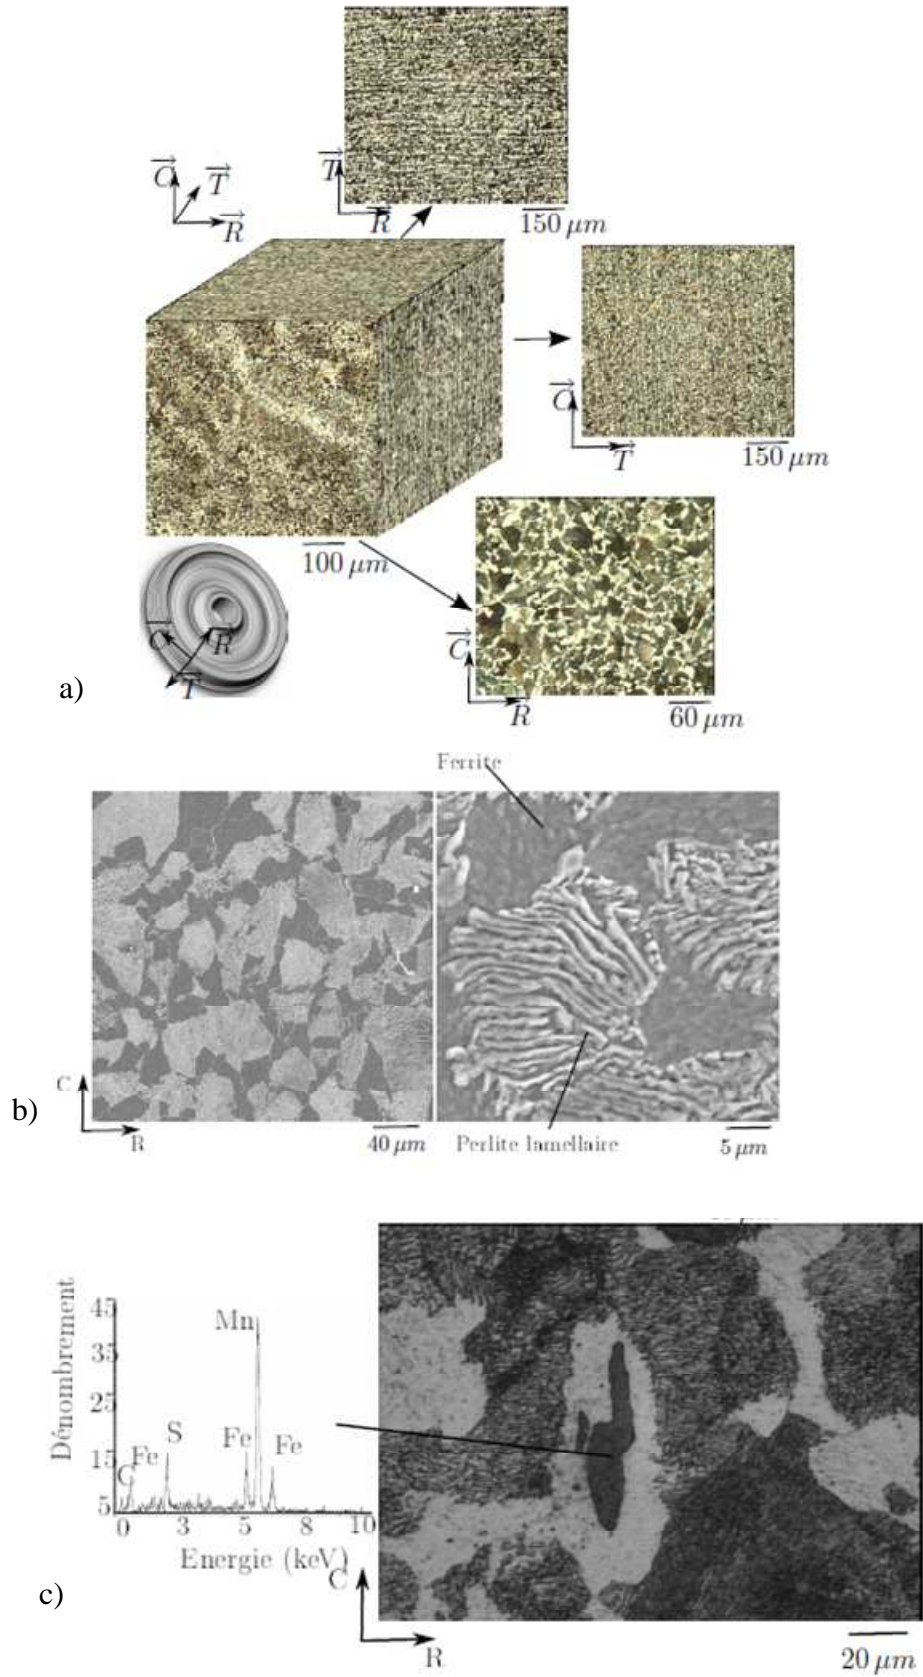 C
T
R
T
R
150 μm
C
T
150 μm
100 μm
C
R
T
C
R
60 μm
a)
Ferrite
C
R
40 μm
Perlite lamellaire
5 μm
b)
Dénombrement
45
35
25
15
5
Mn
S
Fe
Fe
Fe
C
0 3 5 8 10
Energie (keV)
C
R
20 μm
c)